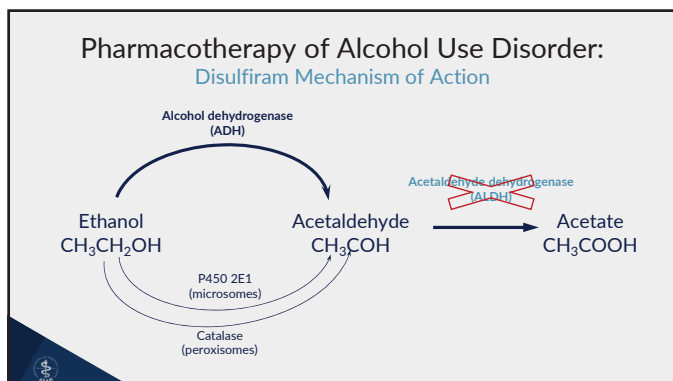 Pharmacotherapy of Alcohol Use Disorder:
Disulfiram Mechanism of Action
Alcohol dehydrogenase
(ADH)
Acetaldehyde dehydrogenase
(ALDH)
Ethanol
CH₃CH₂OH
Acetaldehyde
CH₃COH
Acetate
CH₃COOH
P450 2E1
(microsomes)
Catalase
(peroxisomes)